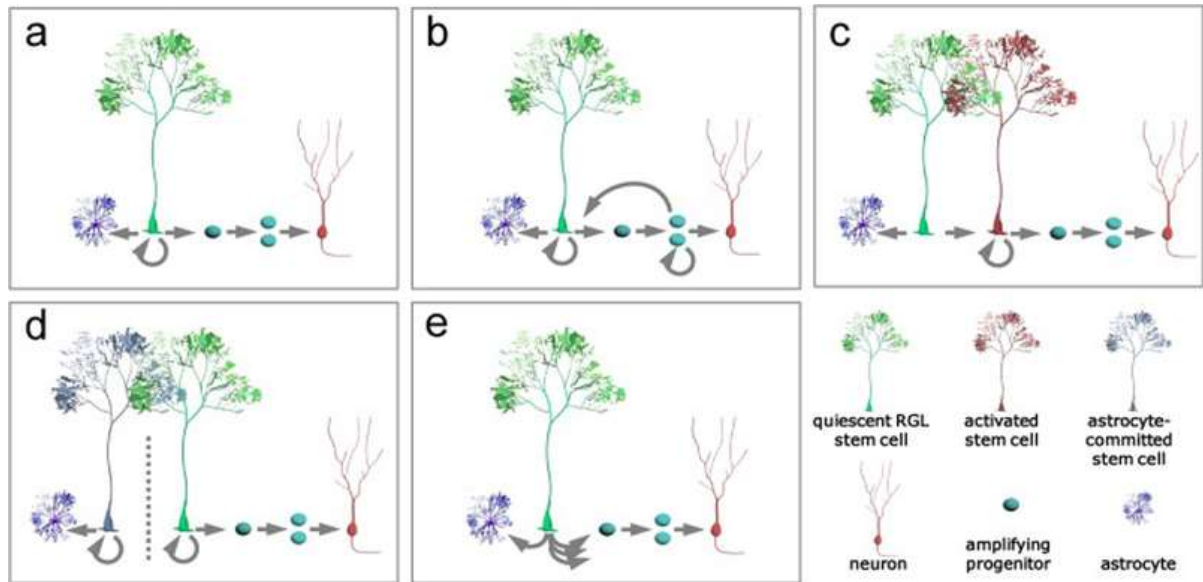 a
b
c
d
e
quiescent RGL
stem cell
activated
stem cell
astrocyte-
committed
stem cell
neuron
amplifying
progenitor
astrocyte